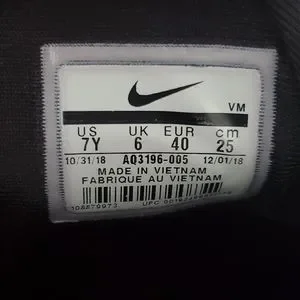 VM
US UK EUR cm
7Y 6 40 25
10/31/18 AQ3196-005 12/01/18
MADE IN VIETNAM
FABRIQUE AU VIETNAM
UPC